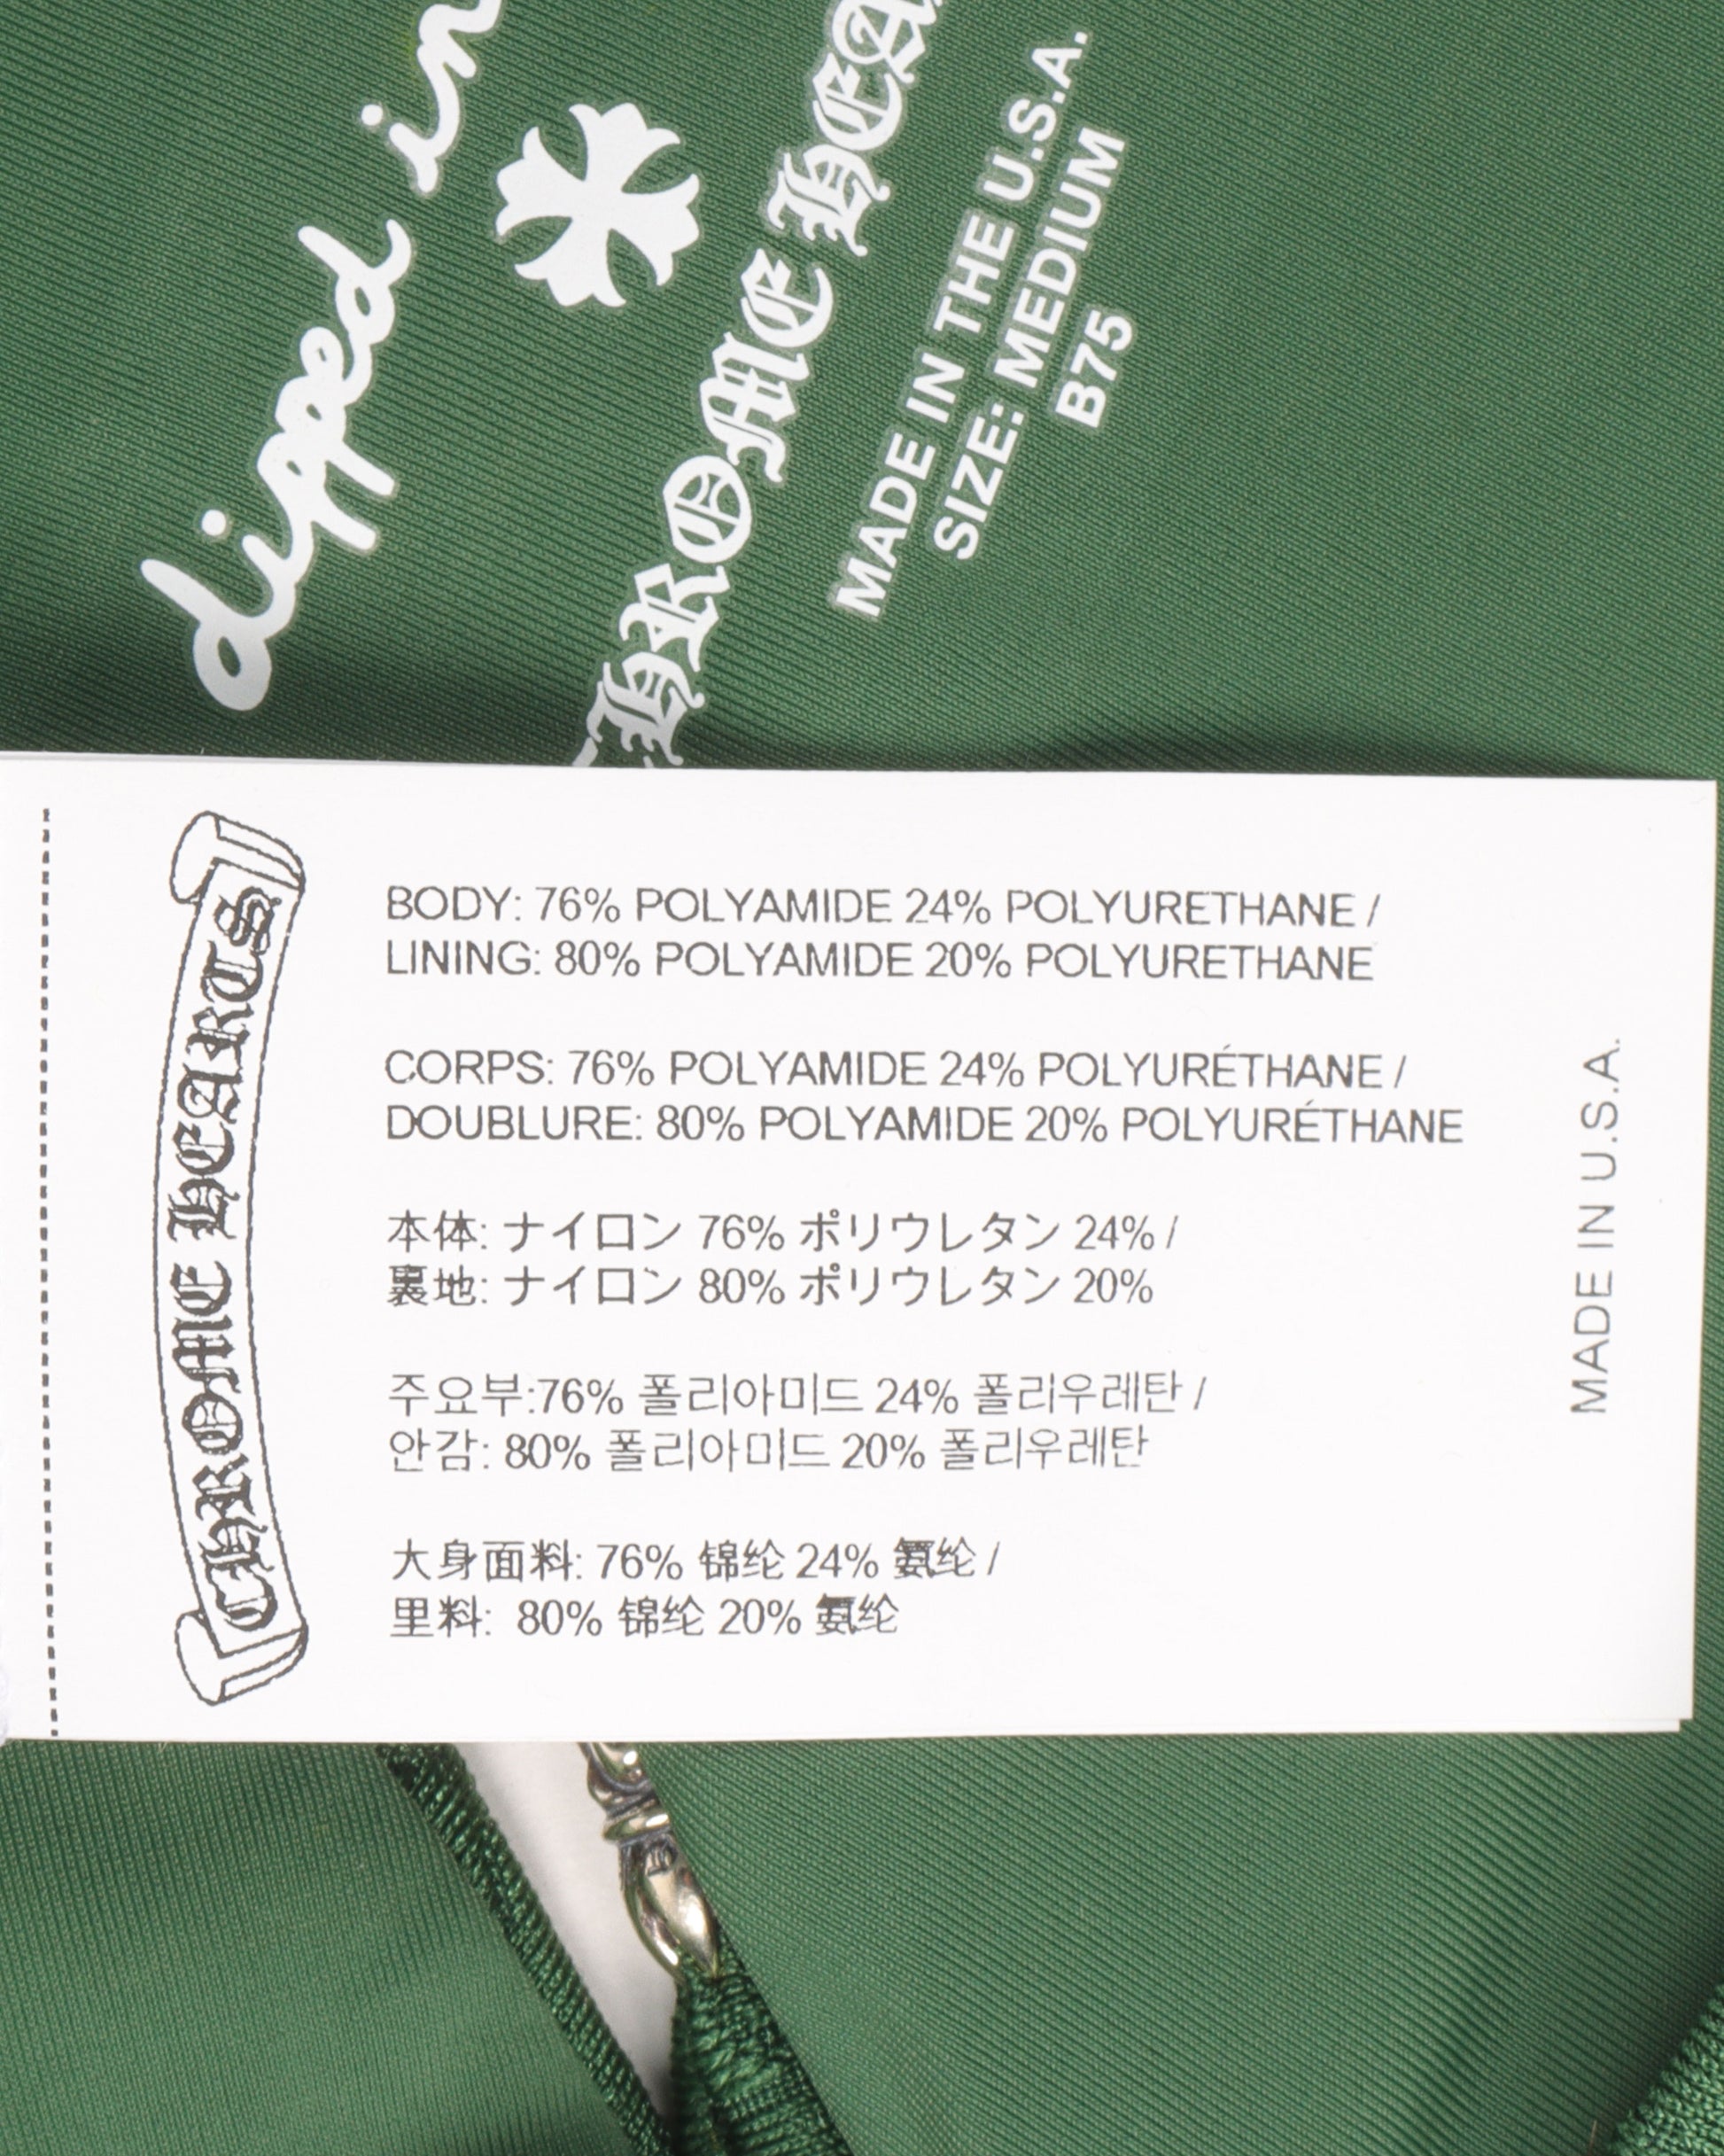 dipped in
CHROME HEA
MADE IN THE U.S.A.
SIZE: MEDIUM
B75
CHROME HEARTS
BODY: 76% POLYAMIDE 24% POLYURETHANE /
LINING: 80% POLYAMIDE 20% POLYURETHANE
CORPS: 76% POLYAMIDE 24% POLYURÉTHANE /
DOUBLURE: 80% POLYAMIDE 20% POLYURÉTHANE
本体: ナイロン 76% ポリウレタン 24% /
裏地: ナイロン 80% ポリウレタン 20%
주요부:76% 폴리아미드 24% 폴리우레탄 /
안감: 80% 폴리아미드 20% 폴리우레탄
大身面料: 76% 锦纶 24% 氨纶 /
里料: 80% 锦纶 20% 氨纶
MADE IN U.S.A.